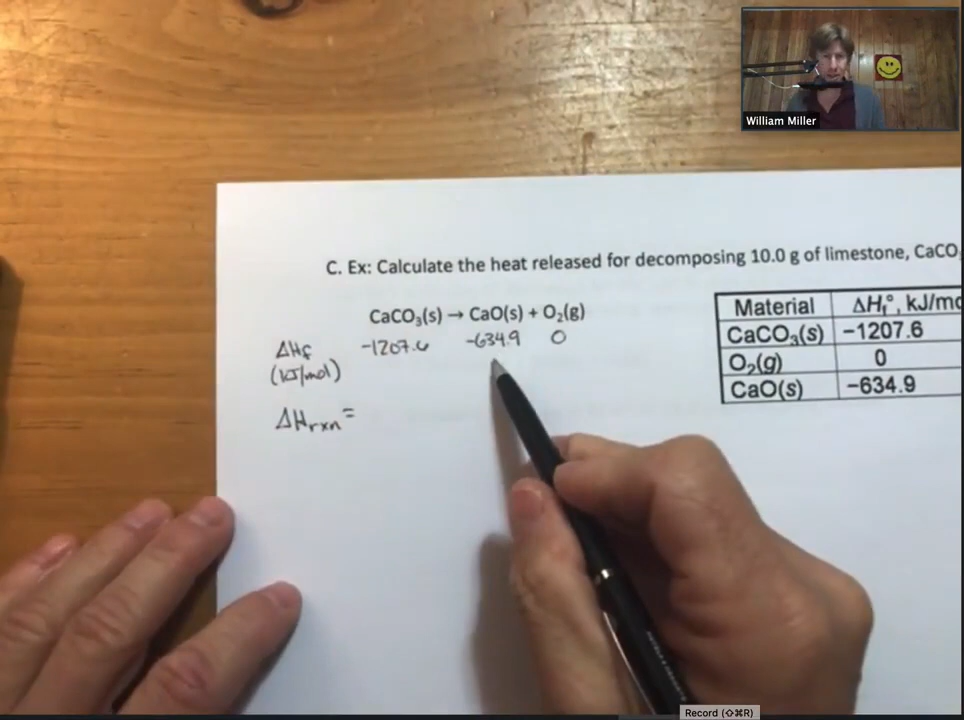 William Miller
C. Ex: Calculate the heat released for decomposing 10.0 g of limestone, CaCO
CaCO₃(s) → CaO(s) + O₂(g)
ΔHf -1207.6 -634.9 0
(kJ/mol)
ΔHrxn =
Material ΔHf°, kJ/mo
CaCO₃(s) −1207.6
O₂(g) 0
CaO(s) −634.9
Record (⇧⌘R)